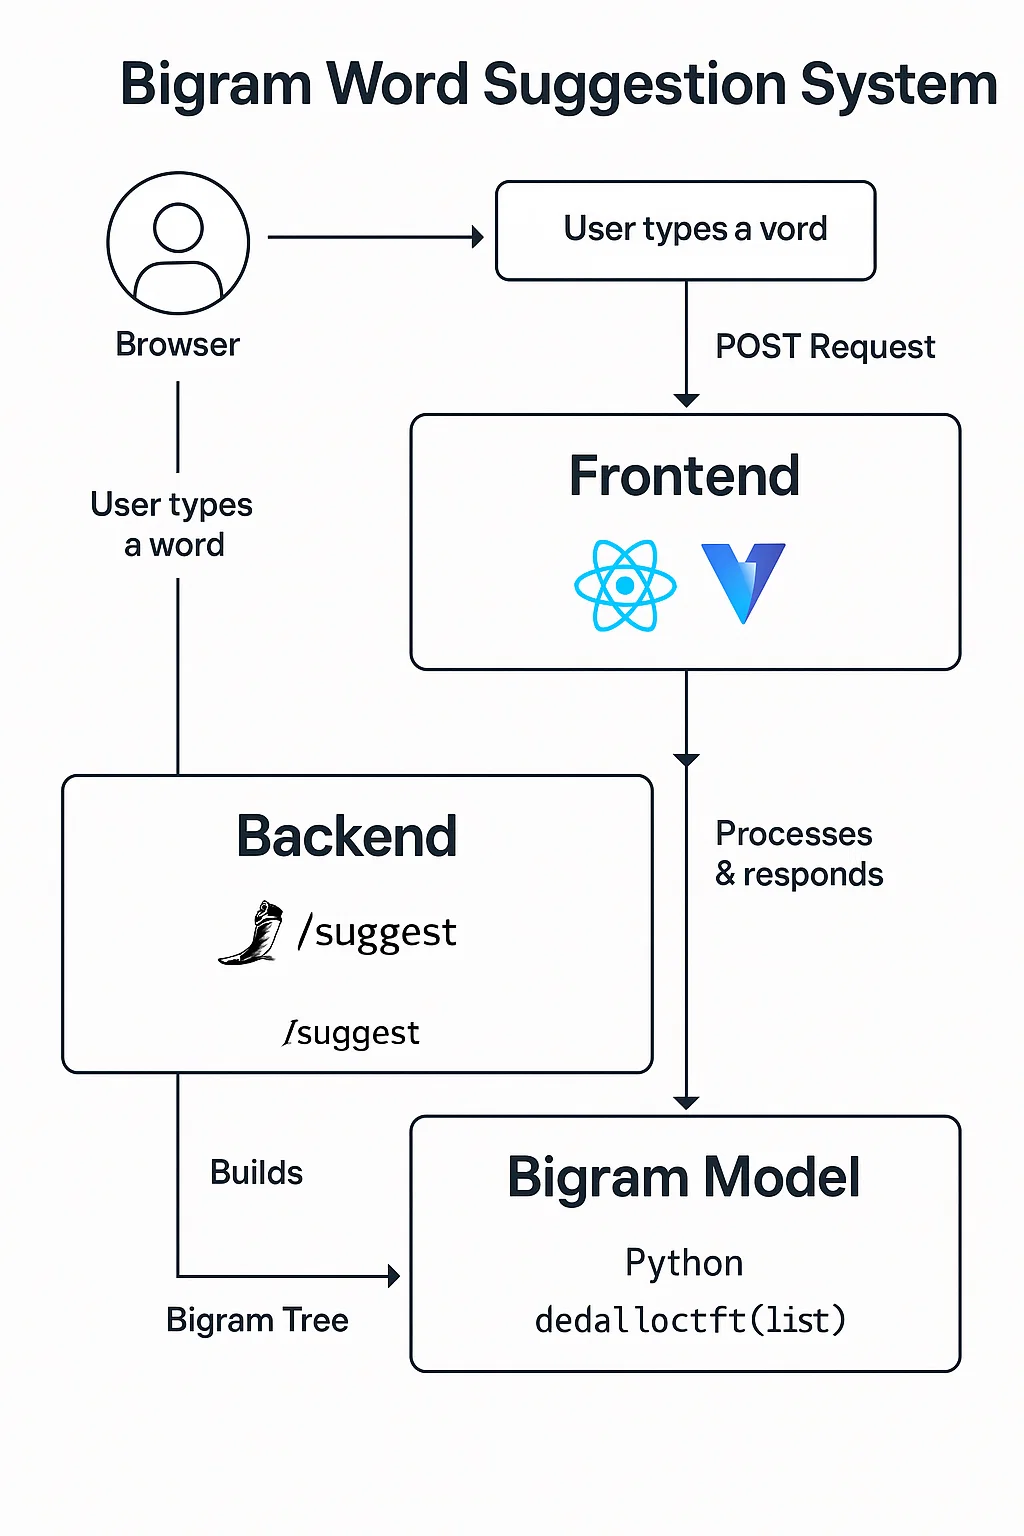 Bigram Word Suggestion System
User types a vord
Browser
POST Request
Frontend
User types
a word
Backend
Processes
& responds
/suggest
/suggest
Builds
Bigram Model
Python
Bigram Tree
dedalloctft(list)